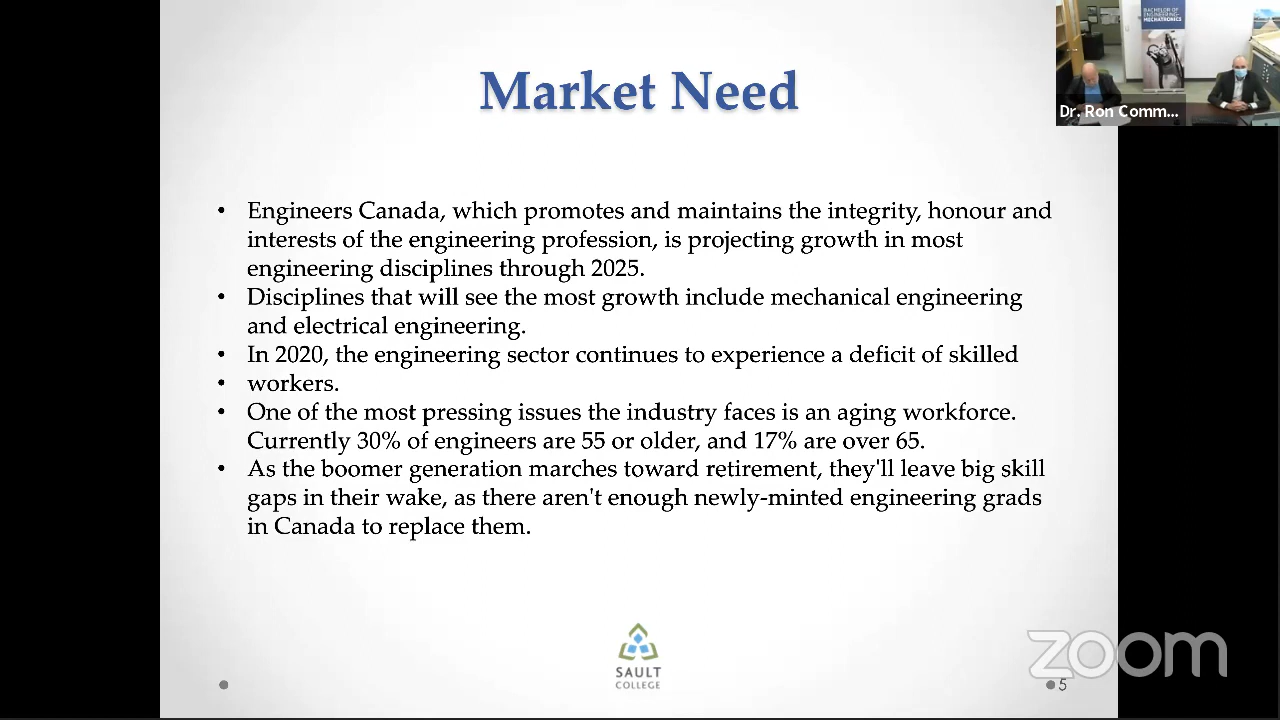 Market Need
BACHELOR OF
ENGINEERING-
MECHATRONICS
Dr. Ron Comm...
• Engineers Canada, which promotes and maintains the integrity, honour and
interests of the engineering profession, is projecting growth in most
engineering disciplines through 2025.
• Disciplines that will see the most growth include mechanical engineering
and electrical engineering.
• In 2020, the engineering sector continues to experience a deficit of skilled
• workers.
• One of the most pressing issues the industry faces is an aging workforce.
Currently 30% of engineers are 55 or older, and 17% are over 65.
• As the boomer generation marches toward retirement, they'll leave big skill
gaps in their wake, as there aren't enough newly-minted engineering grads
in Canada to replace them.
SAULT
COLLEGE
zoom
5